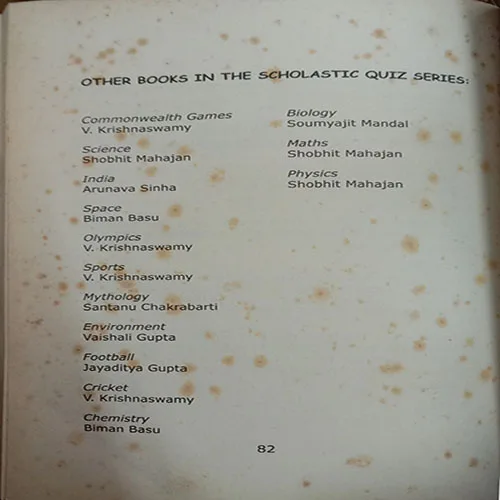 OTHER BOOKS IN THE SCHOLASTIC QUIZ SERIES:
Commonwealth Games
V. Krishnaswamy
Science
Shobhit Mahajan
India
Arunava Sinha
Space
Biman Basu
Olympics
V. Krishnaswamy
Sports
V. Krishnaswamy
Mythology
Santanu Chakrabarti
Environment
Vaishali Gupta
Football
Jayaditya Gupta
Cricket
V. Krishnaswamy
Chemistry
Biman Basu
Biology
Soumyajit Mandal
Maths
Shobhit Mahajan
Physics
Shobhit Mahajan
82